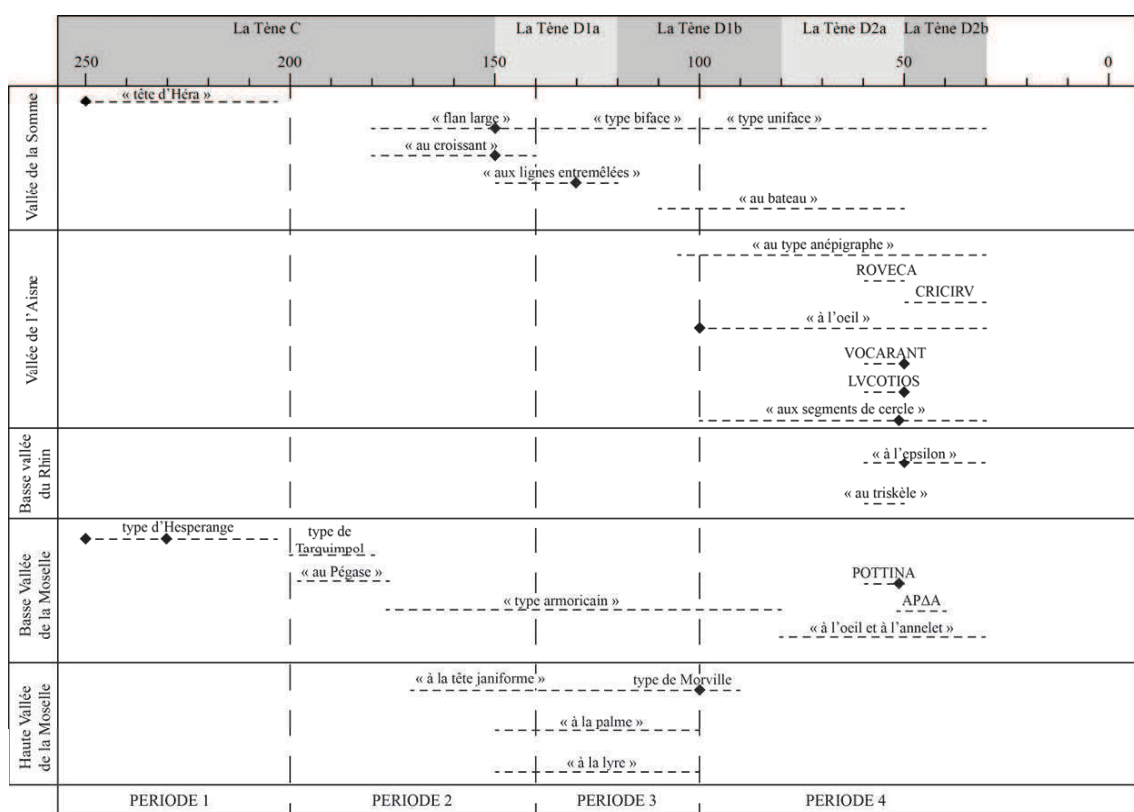 La Tène C La Tène D1a La Tène D1b La Tène D2a La Tène D2b
250 200 150 100 50 0
Vallée de la Somme
« tête d’Héra »
« flan large » « type biface » « type uniface »
« au croissant »
« aux lignes entremêlées »
« au bateau »
Vallée de l’Aisne
« au type anépigraphe »
ROVECA
CRICIRV
« à l’oeil »
VOCARANT
LVCOTIOS
« aux segments de cercle »
Basse vallée
du Rhin
« à l’epsilon »
« au triskèle »
Basse Vallée
de la Moselle
type d’Hesperange
type de
Tarquimpol
« au Pégase »
POTTINA
« type armoricain »
ΑΡΔΑ
« à l’oeil et à l’annelet »
Haute Vallée
de la Moselle
« à la tête janiforme » type de Morville
« à la palme »
« à la lyre »
PERIODE 1 PERIODE 2 PERIODE 3 PERIODE 4